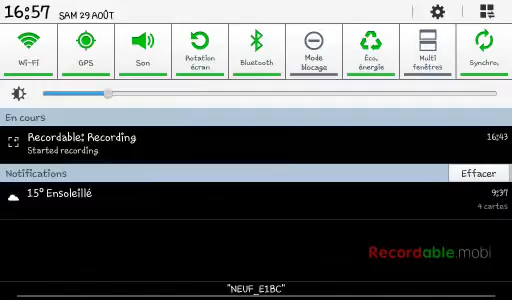 16:57 SAM 29 AOÛT
Wi-Fi
GPS
Son
Rotation
écran
Bluetooth
Mode
blocage
Éco.
énergie
Multi
fenêtres
Synchro.
En cours
Recordable: Recording 16:43
Started recording
Notifications Effacer
15° Ensoleillé 9:37
4 cartes
Recordable.mobi
"NEUF_E1BC"